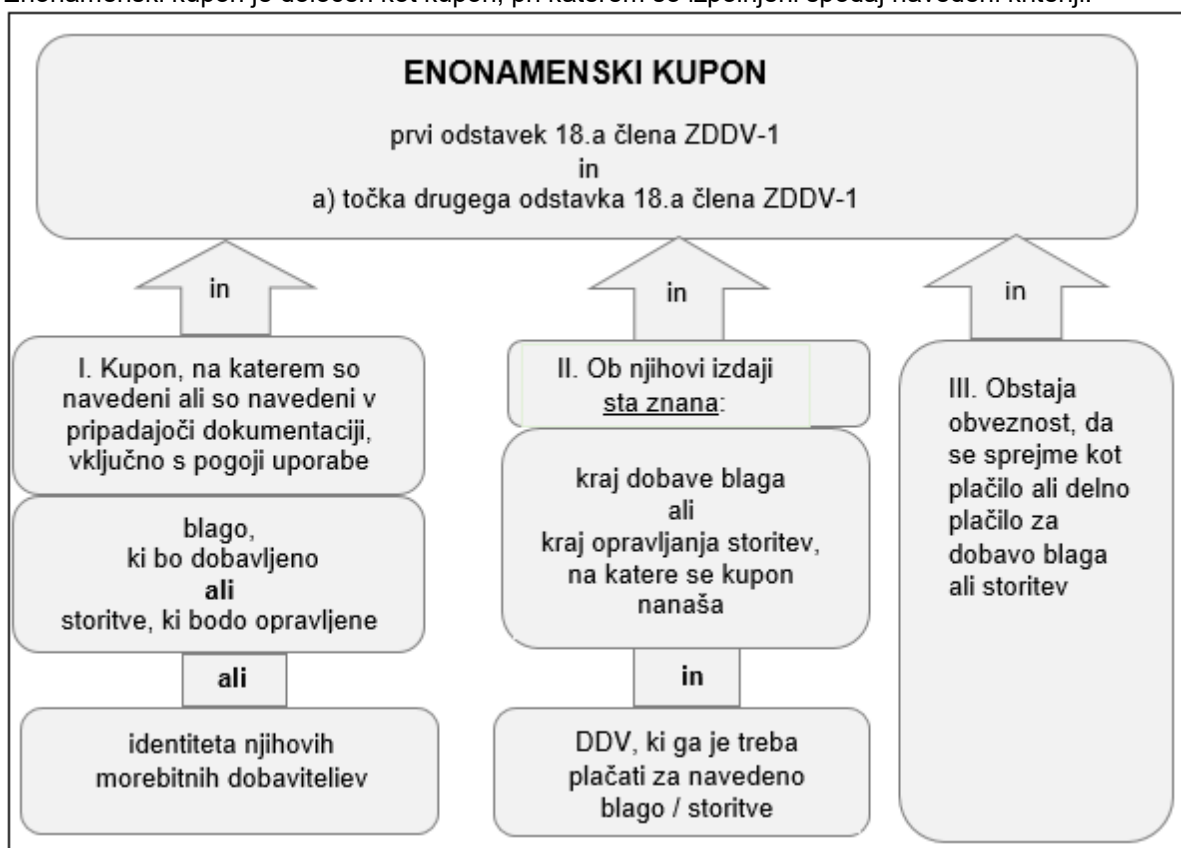 Enonamenski kupon je določen kot kupon, pri katerem so izpolnjeni spodaj navedeni kriteriji:
ENONAMENSKI KUPON
prvi odstavek 18.a člena ZDDV-1
in
a) točka drugega odstavka 18.a člena ZDDV-1
in
I. Kupon, na katerem so
navedeni ali so navedeni v
pripadajoči dokumentaciji,
vključno s pogoji uporabe
blago,
ki bo dobavljeno
ali
storitve, ki bodo opravljene
ali
identiteta njihovih
morebitnih dobaviteljev
in
II. Ob njihovi izdaji
sta znana:
kraj dobave blaga
ali
kraj opravljanja storitev,
na katere se kupon
nanaša
in
DDV, ki ga je treba
plačati za navedeno
blago / storitve
in
III. Obstaja
obveznost, da
se sprejme kot
plačilo ali delno
plačilo za
dobavo blaga
ali storitev